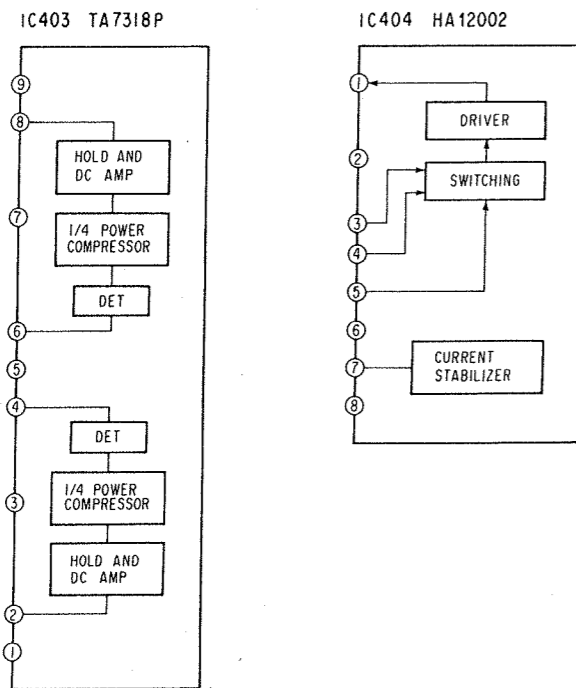 IC403 TA7318P
9
8
HOLD AND
DC AMP
7
1/4 POWER
COMPRESSOR
DET
6
5
4
DET
3
1/4 POWER
COMPRESSOR
HOLD AND
DC AMP
2
1
IC404 HA12002
1
DRIVER
2
SWITCHING
3
4
5
6
7
CURRENT
STABILIZER
8